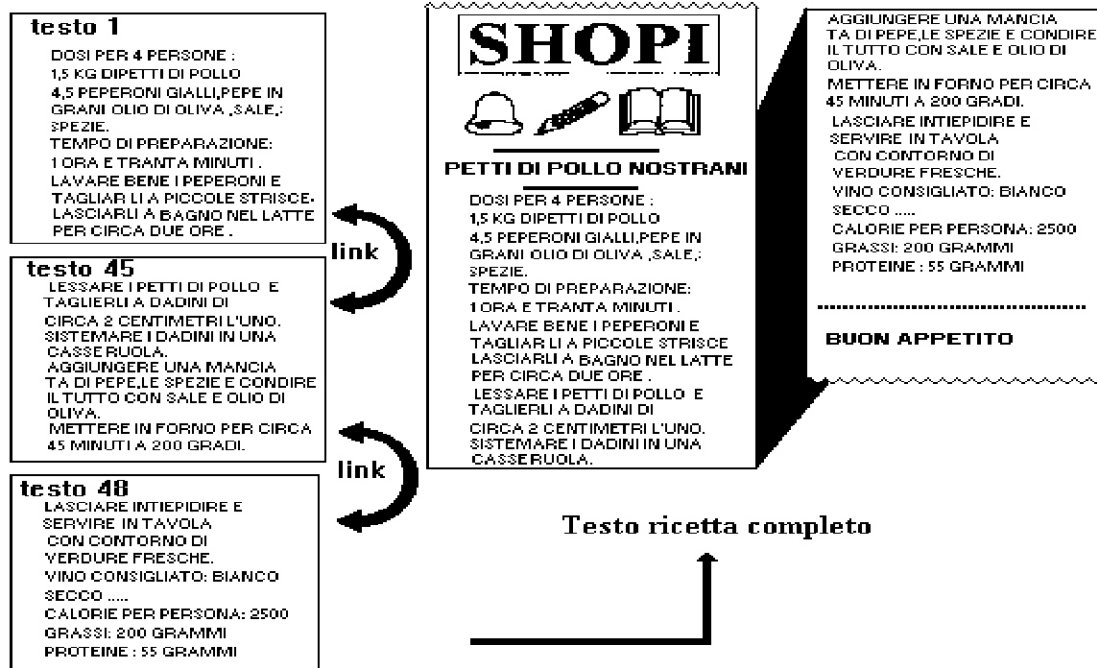 testo 1
DOSI PER 4 PERSONE :
1,5 KG DIPETTI DI POLLO
4,5 PEPERONI GIALLI,PEPE IN
GRANI OLIO DI OLIVA ,SALE,:
SPEZIE.
TEMPO DI PREPARAZIONE:
1 ORA E TRANTA MINUTI .
LAVARE BENE I PEPERONI E
TAGLIAR LI A PICCOLE STRISCE.
LASCIARLI A BAGNO NEL LATTE
PER CIRCA DUE ORE .
link
testo 45
LESSARE I PETTI DI POLLO E
TAGLIERLI A DADINI DI
CIRCA 2 CENTIMETRI L'UNO.
SISTEMARE I DADINI IN UNA
CASSERUOLA.
AGGIUNGERE UNA MANCIA
TA DI PEPE,LE SPEZIE E CONDIRE
IL TUTTO CON SALE E OLIO DI
OLIVA.
METTERE IN FORNO PER CIRCA
45 MINUTI A 200 GRADI.
link
testo 48
LASCIARE INTIEPIDIRE E
SERVIRE IN TAVOLA
CON CONTORNO DI
VERDURE FRESCHE.
VINO CONSIGLIATO: BIANCO
SECCO .....
CALORIE PER PERSONA: 2500
GRASSI: 200 GRAMMI
PROTEINE : 55 GRAMMI
SHOPI
PETTI DI POLLO NOSTRANI
DOSI PER 4 PERSONE :
1,5 KG DIPETTI DI POLLO
4,5 PEPERONI GIALLI,PEPE IN
GRANI OLIO DI OLIVA ,SALE,:
SPEZIE.
TEMPO DI PREPARAZIONE:
1 ORA E TRANTA MINUTI .
LAVARE BENE I PEPERONI E
TAGLIAR LI A PICCOLE STRISCE
LASCIARLI A BAGNO NEL LATTE
PER CIRCA DUE ORE .
LESSARE I PETTI DI POLLO E
TAGLIERLI A DADINI DI
CIRCA 2 CENTIMETRI L'UNO.
SISTEMARE I DADINI IN UNA
CASSERUOLA.
AGGIUNGERE UNA MANCIA
TA DI PEPE,LE SPEZIE E CONDIRE
IL TUTTO CON SALE E OLIO DI
OLIVA.
METTERE IN FORNO PER CIRCA
45 MINUTI A 200 GRADI.
LASCIARE INTIEPIDIRE E
SERVIRE IN TAVOLA
CON CONTORNO DI
VERDURE FRESCHE.
VINO CONSIGLIATO: BIANCO
SECCO .....
CALORIE PER PERSONA: 2500
GRASSI: 200 GRAMMI
PROTEINE : 55 GRAMMI
BUON APPETITO
Testo ricetta completo